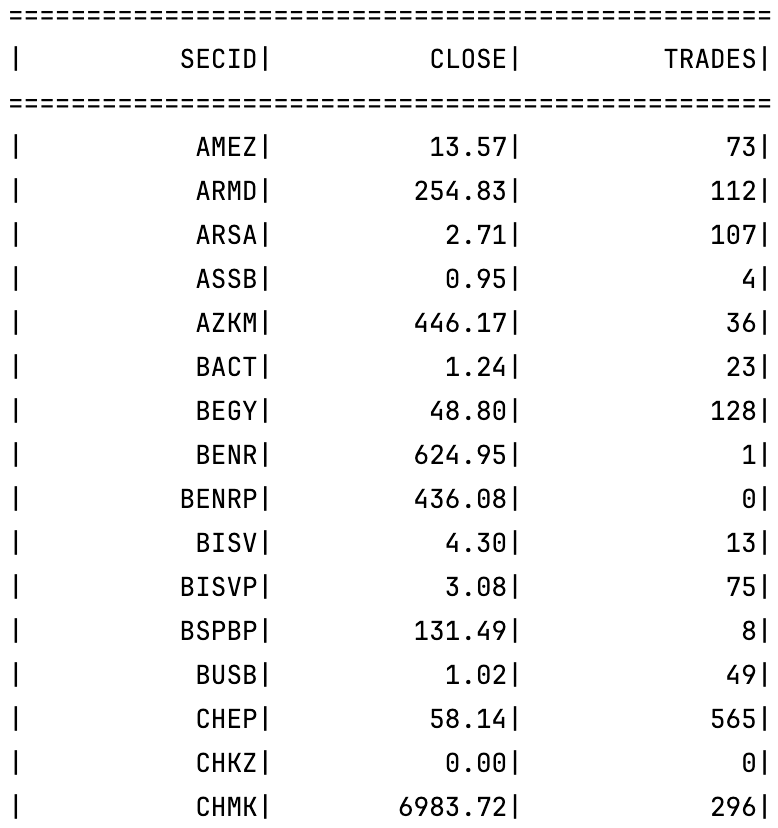 =================================================
|          SECID|          CLOSE|         TRADES|
=================================================
|           AMEZ|          13.57|             73|
|           ARMD|         254.83|            112|
|           ARSA|           2.71|            107|
|           ASSB|           0.95|              4|
|           AZKM|         446.17|             36|
|           BACT|           1.24|             23|
|           BEGY|          48.80|            128|
|           BENR|         624.95|              1|
|          BENRP|         436.08|              0|
|           BISV|           4.30|             13|
|          BISVP|           3.08|             75|
|          BSPBP|         131.49|              8|
|           BUSB|           1.02|             49|
|           CHEP|          58.14|            565|
|           CHKZ|           0.00|              0|
|           CHMK|        6983.72|            296|